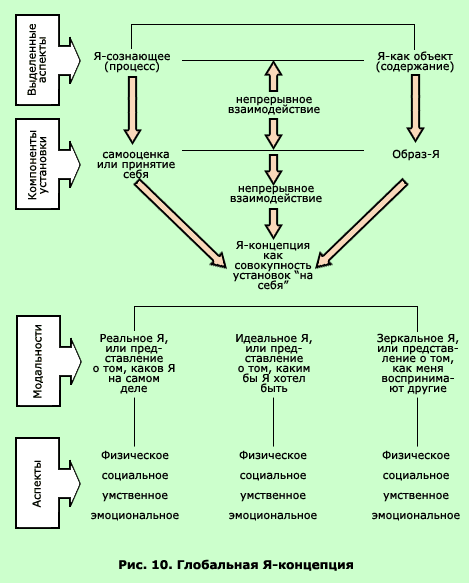 Выделенные
аспекты
Я-сознающее
(процесс)
Я-как объект
(содержание)
непрерывное
взаимодействие
Компоненты
установки
самооценка
или принятие
себя
Образ-Я
непрерывное
взаимодействие
Я-концепция
как
совокупность
установок "на
себя"
Модальности
Реальное Я,
или пред-
ставление
о том, каков Я
на самом
деле
Идеальное Я,
или пред-
ставление
о том, каким
бы Я хотел
быть
Зеркальное Я,
или представ-
ление о том,
как меня
воспринима-
ют другие
Аспекты
Физическое
социальное
умственное
эмоциональное
Физическое
социальное
умственное
эмоциональное
Физическое
социальное
умственное
эмоциональное
Рис. 10. Глобальная Я-концепция